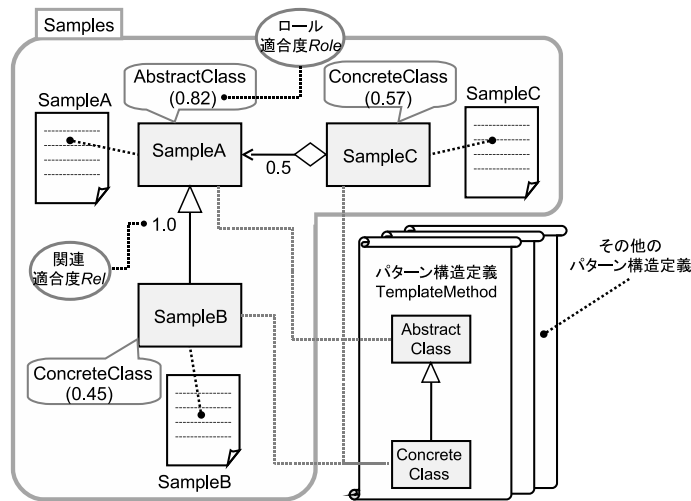 Samples
ロール
適合度Role
AbstractClass
(0.82)
ConcreteClass
(0.57)
SampleA
SampleC
SampleA
0.5
SampleC
1.0
関連
適合度Rel
SampleB
ConcreteClass
(0.45)
SampleB
パターン構造定義
TemplateMethod
Abstract
Class
Concrete
Class
その他の
パターン構造定義